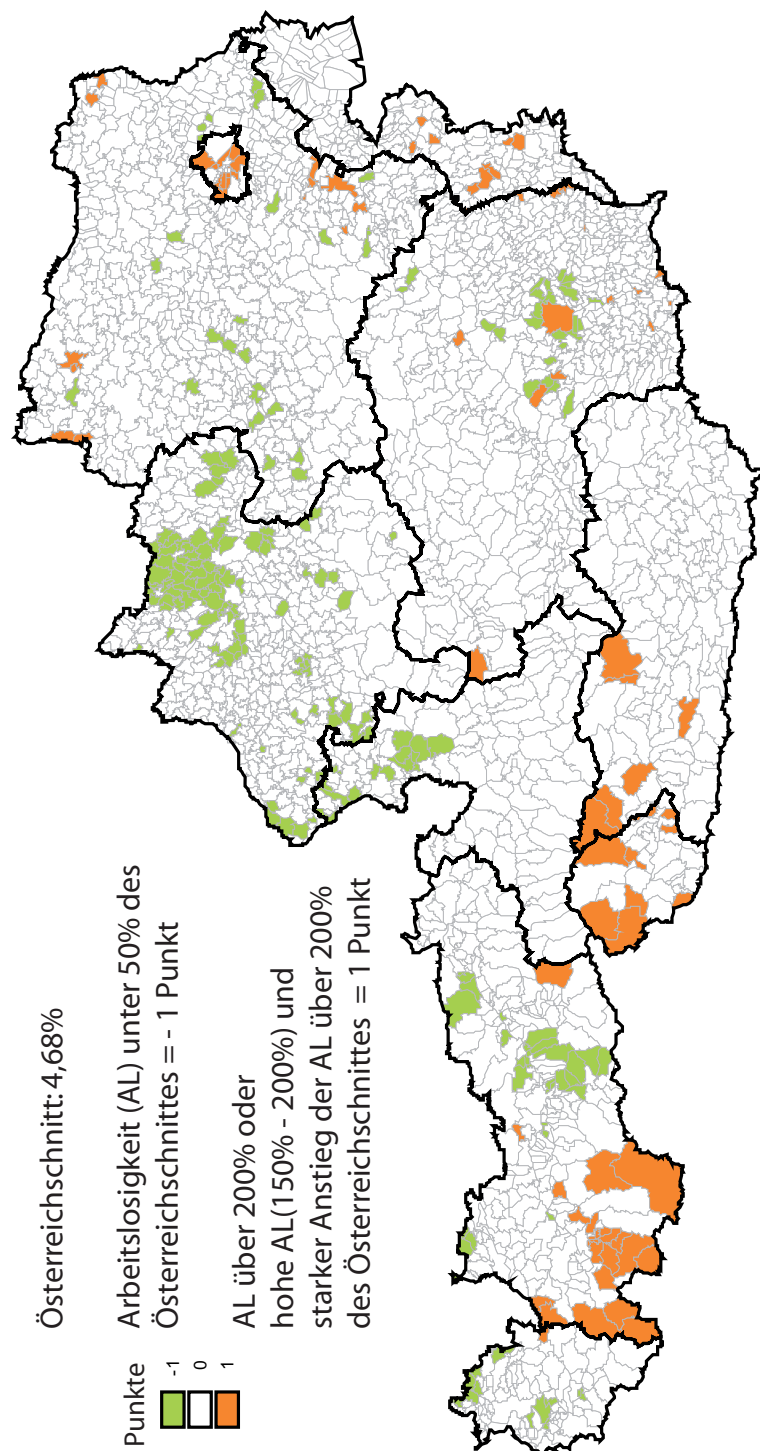 Österreichschnitt: 4,68%
Arbeitslosigkeit (AL) unter 50% des
Österreichschnittes = - 1 Punkt
AL über 200% oder
hohe AL(150% - 200%) und
starker Anstieg der AL über 200%
des Österreichschnittes = 1 Punkt
Punkte
-1
0
1